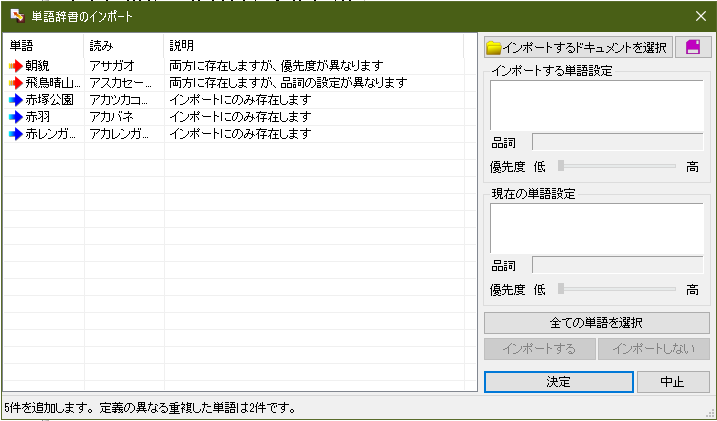 単語辞書のインポート
単語 読み 説明
朝貌 アサガオ 両方に存在しますが、優先度が異なります
飛鳥晴山... アスカセー... 両方に存在しますが、品詞の設定が異なります
赤塚公園 アカツカコ... インポートにのみ存在します
赤羽 アカバネ インポートにのみ存在します
赤レンガ... アカレンガ... インポートにのみ存在します
インポートするドキュメントを選択
インポートする単語設定
品詞
優先度 低 高
現在の単語設定
品詞
優先度 低 高
全ての単語を選択
インポートする インポートしない
決定 中止
5件を追加します。定義の異なる重複した単語は2件です。